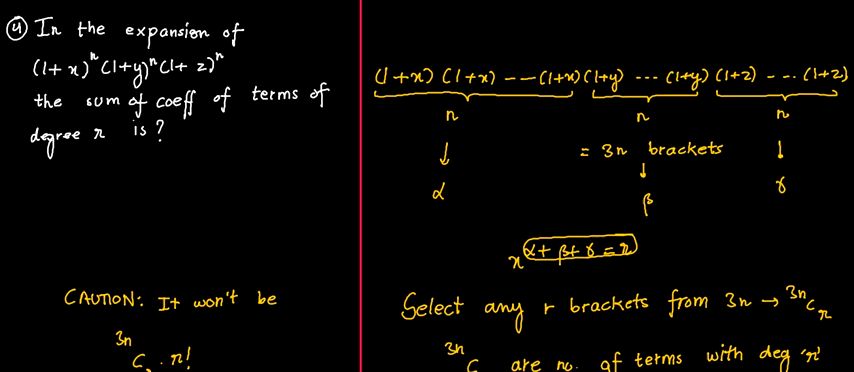 ④ In the expansion of
(1+x)ⁿ(1+y)ⁿ(1+z)ⁿ
the sum of coeff of terms of
degree r is?
CAUTION: It won't be
³ⁿCᵣ . r!
(1+x) (1+x) -- -(1+x)(1+y) ... (1+y) (1+z) - ... (1+z)
n n n
↓ = 3n brackets ↓
α ↓ γ
β
x^(α+β+γ=r)
Select any r brackets from 3n → ³ⁿCᵣ
³ⁿC are no. of terms with deg 'r'